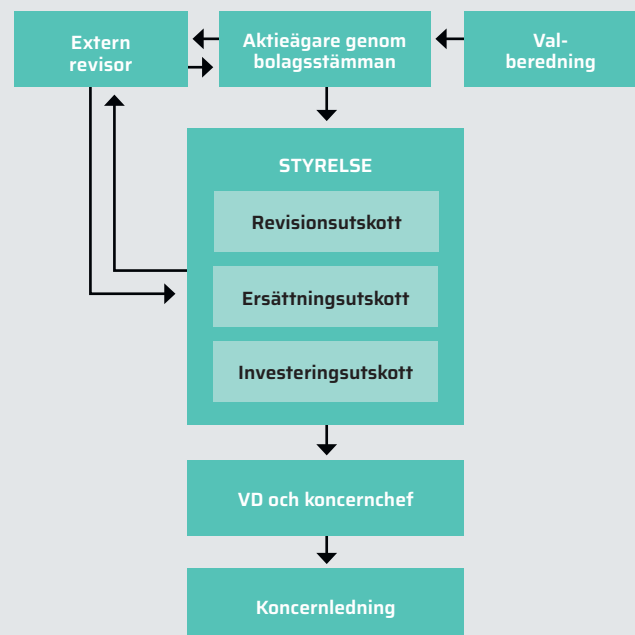 Extern
revisor
Aktieägare genom
bolagsstämman
Val-
beredning
STYRELSE
Revisionsutskott
Ersättningsutskott
Investeringsutskott
VD och koncernchef
Koncernledning